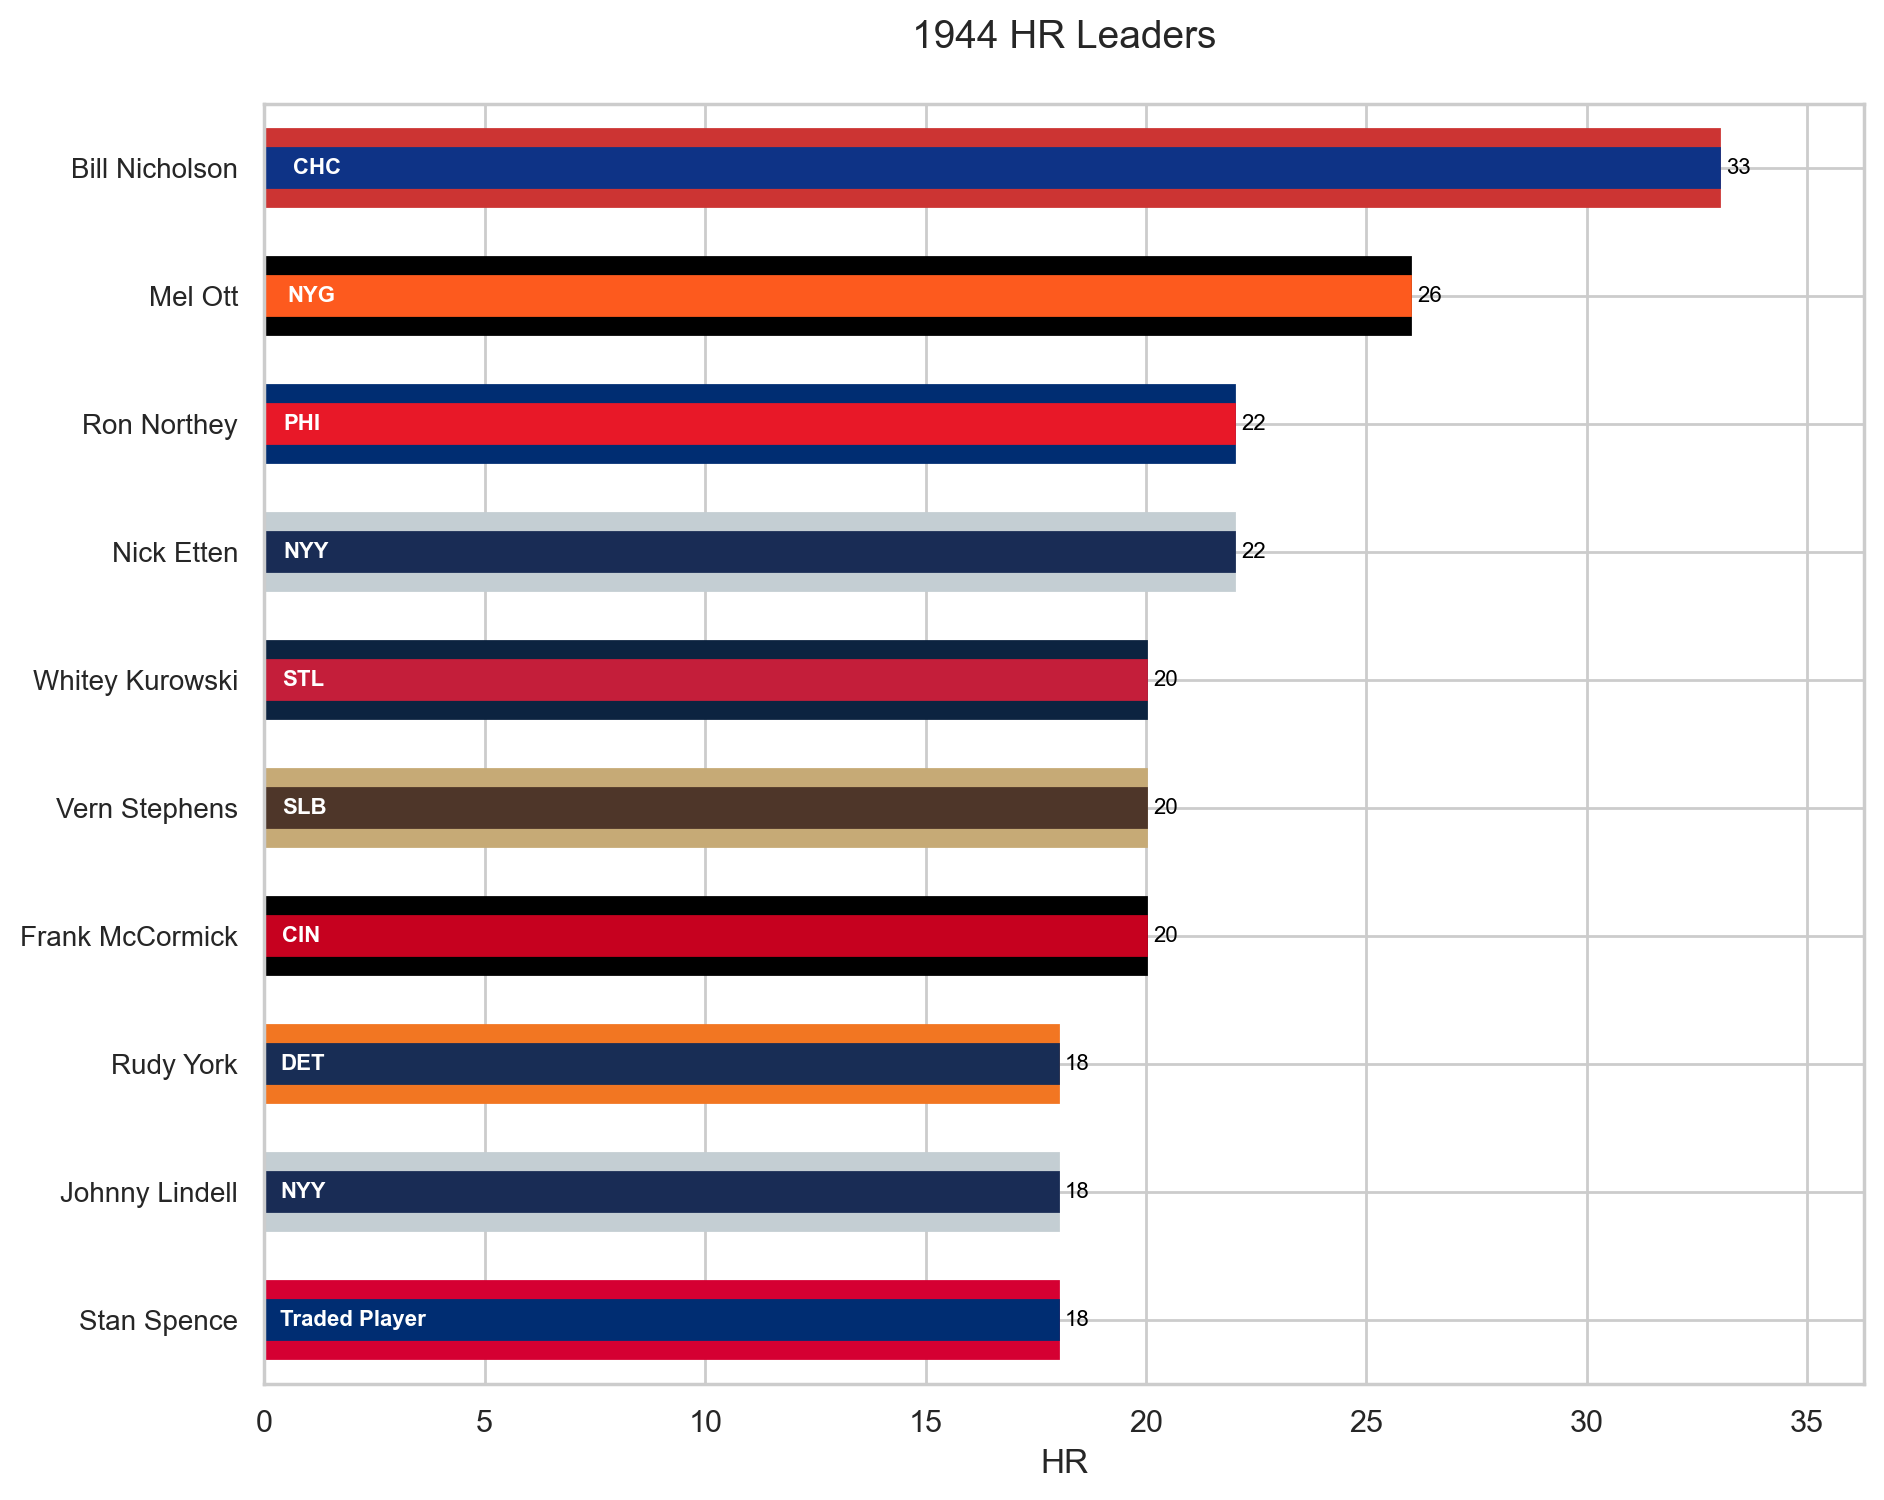 1944 HR Leaders
Bill Nicholson CHC 33
Mel Ott NYG 26
Ron Northey PHI 22
Nick Etten NYY 22
Whitey Kurowski STL 20
Vern Stephens SLB 20
Frank McCormick CIN 20
Rudy York DET 18
Johnny Lindell NYY 18
Stan Spence Traded Player 18
0 5 10 15 20 25 30 35
HR